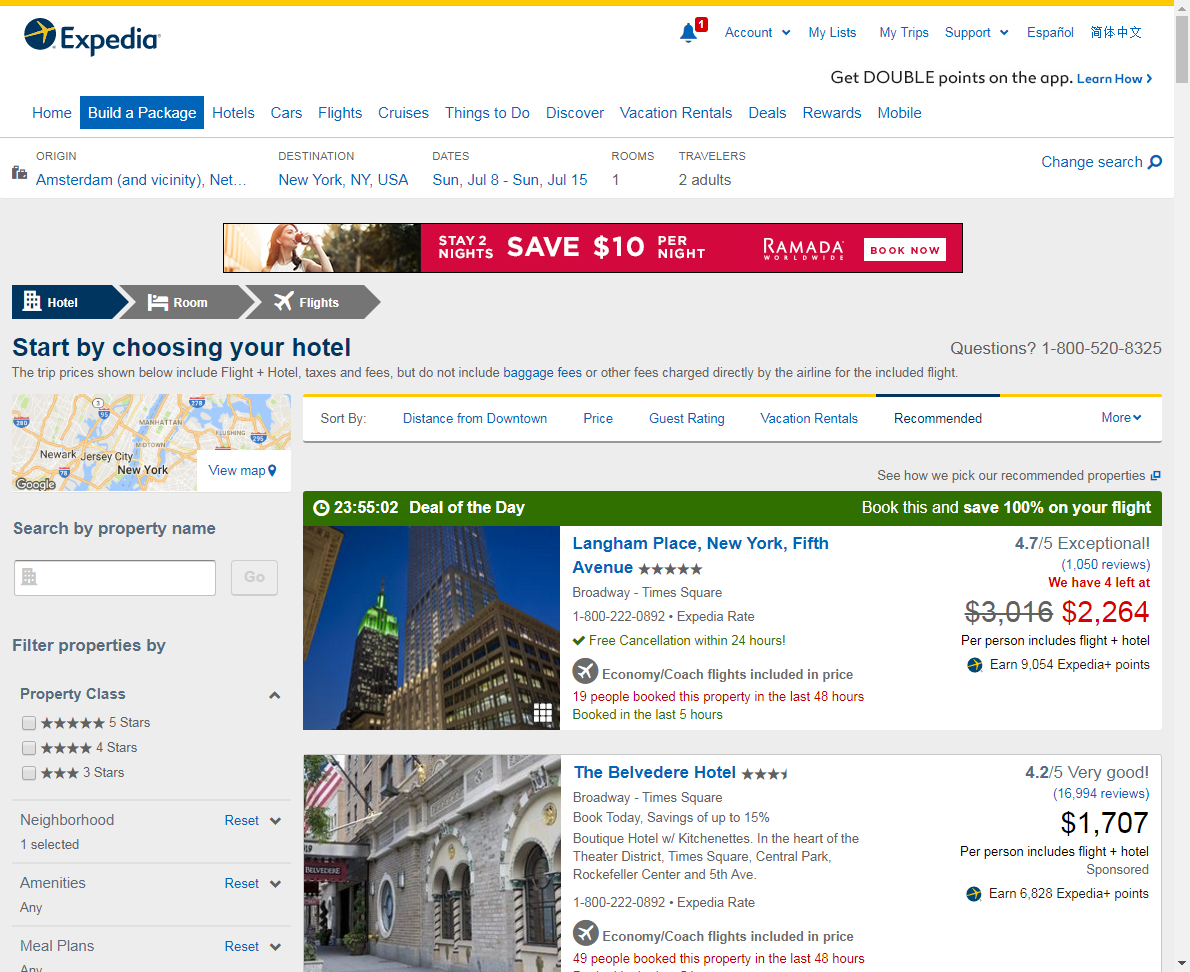 Expedia
1
Account
My Lists
My Trips
Support
Español
简体中文
Get DOUBLE points on the app. Learn How
Home
Build a Package
Hotels
Cars
Flights
Cruises
Things to Do
Discover
Vacation Rentals
Deals
Rewards
Mobile
ORIGIN
Amsterdam (and vicinity), Net...
DESTINATION
New York, NY, USA
DATES
Sun, Jul 8 - Sun, Jul 15
ROOMS
1
TRAVELERS
2 adults
Change search
STAY 2 NIGHTS SAVE $10 PER NIGHT
RAMADA WORLDWIDE
BOOK NOW
Hotel
Room
Flights
Start by choosing your hotel
Questions? 1-800-520-8325
The trip prices shown below include Flight + Hotel, taxes and fees, but do not include baggage fees or other fees charged directly by the airline for the included flight.
3
278
95
280
MANHATTAN
FLUSHING
295
MIDTOWN
Newark
Jersey City
New York
78
Google
View map
Sort By:
Distance from Downtown
Price
Guest Rating
Vacation Rentals
Recommended
More
See how we pick our recommended properties
Search by property name
Go
Filter properties by
Property Class
5 Stars
4 Stars
3 Stars
Neighborhood
Reset
1 selected
Amenities
Reset
Any
Meal Plans
Reset
Any
23:55:02 Deal of the Day
Book this and save 100% on your flight
Langham Place, New York, Fifth
Avenue
Broadway - Times Square
1-800-222-0892 • Expedia Rate
Free Cancellation within 24 hours!
Economy/Coach flights included in price
19 people booked this property in the last 48 hours
Booked in the last 5 hours
4.7/5 Exceptional!
(1,050 reviews)
We have 4 left at
$3,016 $2,264
Per person includes flight + hotel
Earn 9,054 Expedia+ points
BELVEDERE
The Belvedere Hotel
Broadway - Times Square
Book Today, Savings of up to 15%
Boutique Hotel w/ Kitchenettes. In the heart of the
Theater District, Times Square, Central Park,
Rockefeller Center and 5th Ave.
1-800-222-0892 • Expedia Rate
Economy/Coach flights included in price
49 people booked this property in the last 48 hours
4.2/5 Very good!
(16,994 reviews)
$1,707
Per person includes flight + hotel
Sponsored
Earn 6,828 Expedia+ points